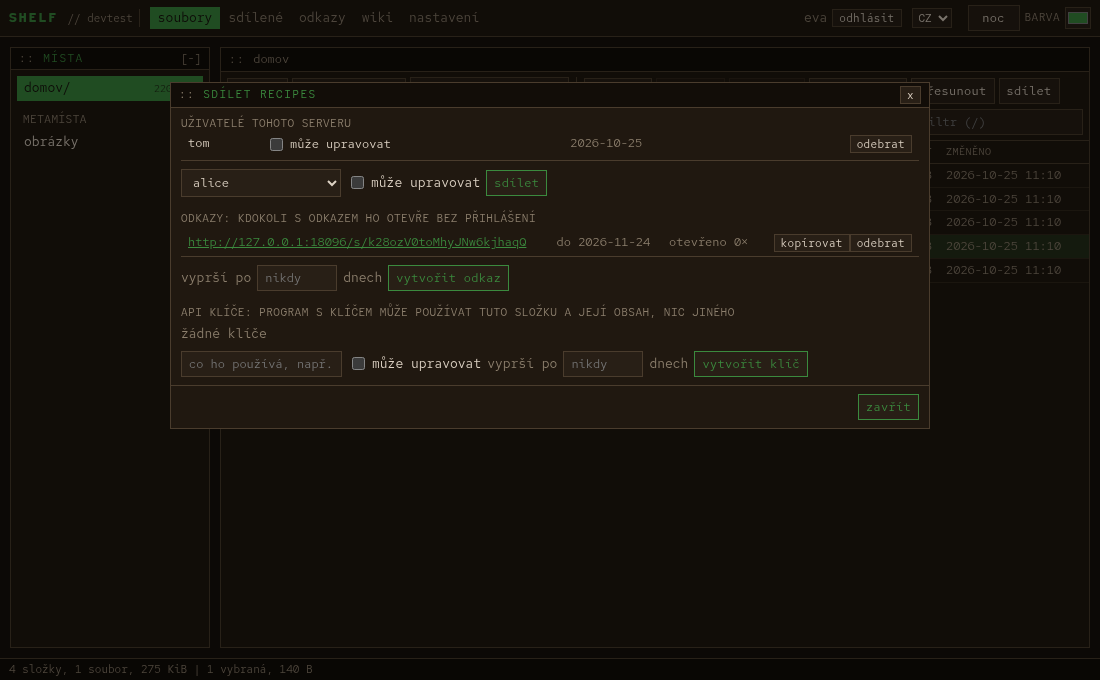 SHELF // devtest soubory sdílené odkazy wiki nastavení eva odhlásit CZ noc BARVA
:: MÍSTA [-]
:: domov
domov/
METAMÍSTA
obrázky
sdílet
(/)
ZMĚNĚNO
2026-10-25 11:10
2026-10-25 11:10
2026-10-25 11:10
2026-10-25 11:10
2026-10-25 11:10
:: SDÍLET RECIPES x
UŽIVATELÉ TOHOTO SERVERU
tom může upravovat 2026-10-25 odebrat
alice může upravovat sdílet
ODKAZY: KDOKOLI S ODKAZEM HO OTEVŘE BEZ PŘIHLÁŠENÍ
http://127.0.0.1:18096/s/k28ozV0toMhyJNw6kjhaqQ do 2026-11-24 otevřeno 0× kopírovat odebrat
vyprší po nikdy dnech vytvořit odkaz
API KLÍČE: PROGRAM S KLÍČEM MŮŽE POUŽÍVAT TUTO SLOŽKU A JEJÍ OBSAH, NIC JINÉHO
žádné klíče
co ho používá, např. může upravovat vyprší po nikdy dnech vytvořit klíč
zavřít
4 složky, 1 soubor, 275 KiB | 1 vybraná, 140 B